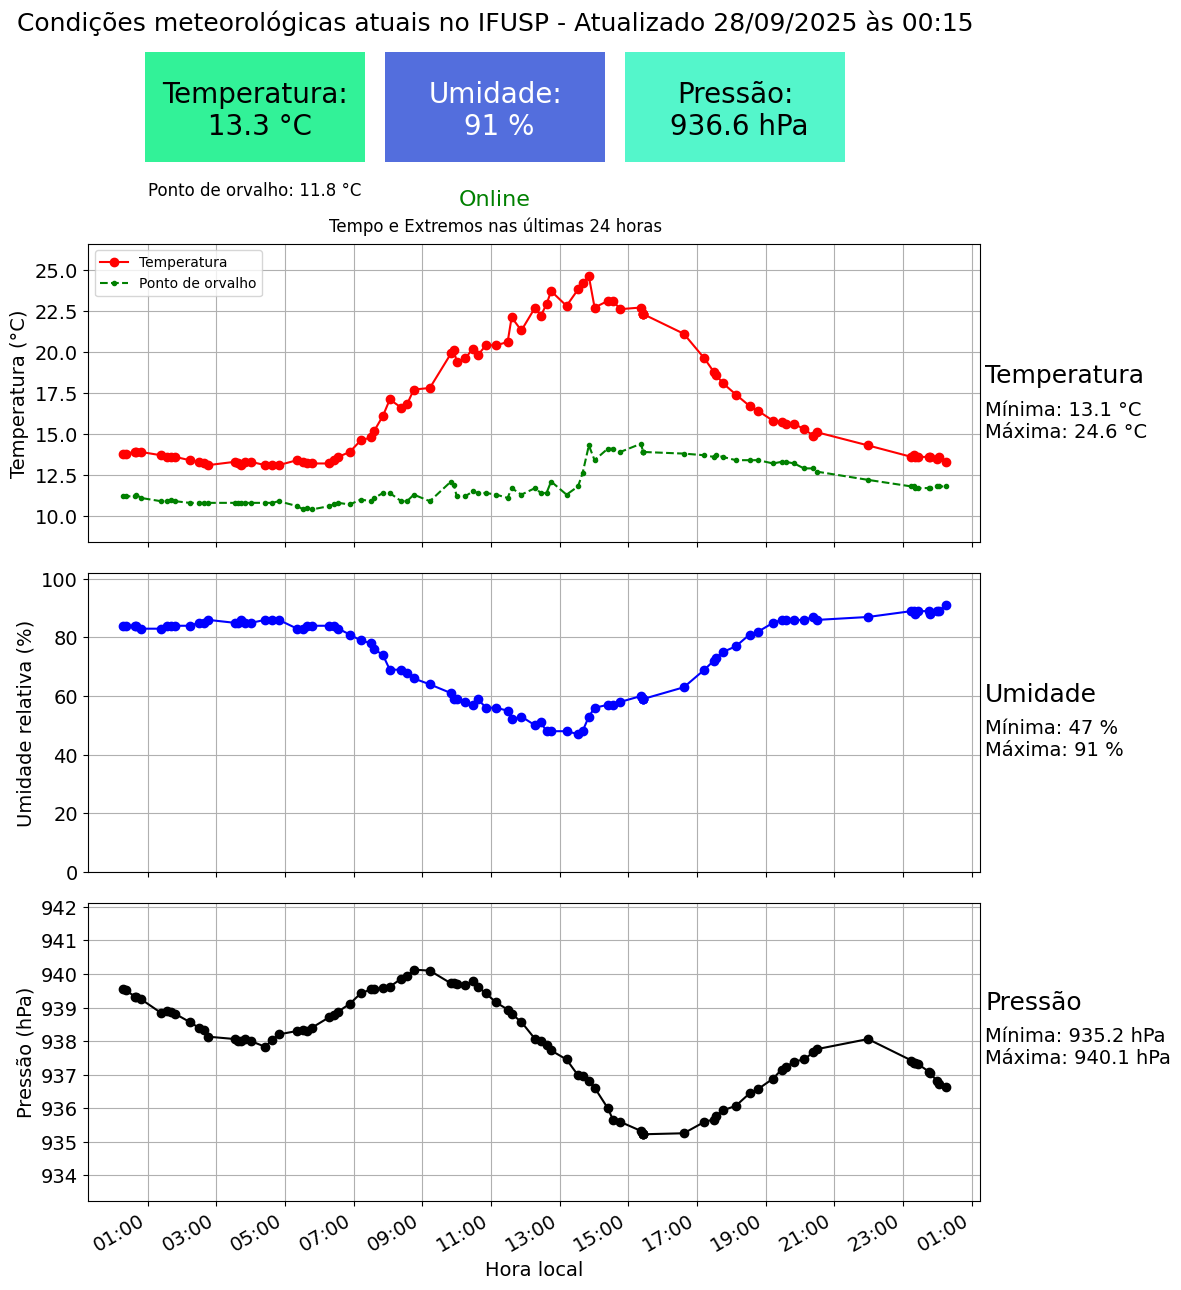 Condições meteorológicas atuais no IFUSP - Atualizado 28/09/2025 às 00:15
Temperatura:
13.3 °C
Umidade:
91 %
Pressão:
936.6 hPa
Ponto de orvalho: 11.8 °C
Online
Tempo e Extremos nas últimas 24 horas
Temperatura
Ponto de orvalho
Temperatura (°C)
25.0
22.5
20.0
17.5
15.0
12.5
10.0
Temperatura
Mínima: 13.1 °C
Máxima: 24.6 °C
Umidade relativa (%)
100
80
60
40
20
0
Umidade
Mínima: 47 %
Máxima: 91 %
Pressão (hPa)
942
941
940
939
938
937
936
935
934
Pressão
Mínima: 935.2 hPa
Máxima: 940.1 hPa
01:00 03:00 05:00 07:00 09:00 11:00 13:00 15:00 17:00 19:00 21:00 23:00 01:00
Hora local